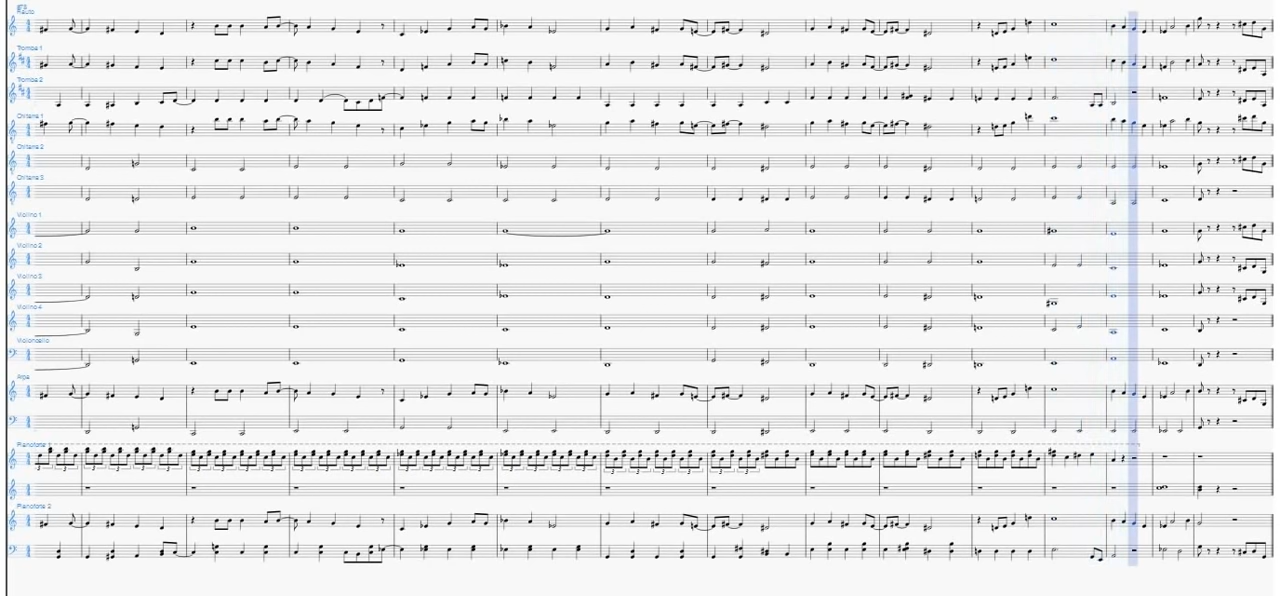 Flauto
Tromba 1
Tromba 2
Chitarra 1
Chitarra 2
Chitarra 3
Violino 1
Violino 2
Violino 3
Violino 4
Violoncello
Arpa
Pianoforte 1
Pianoforte 2